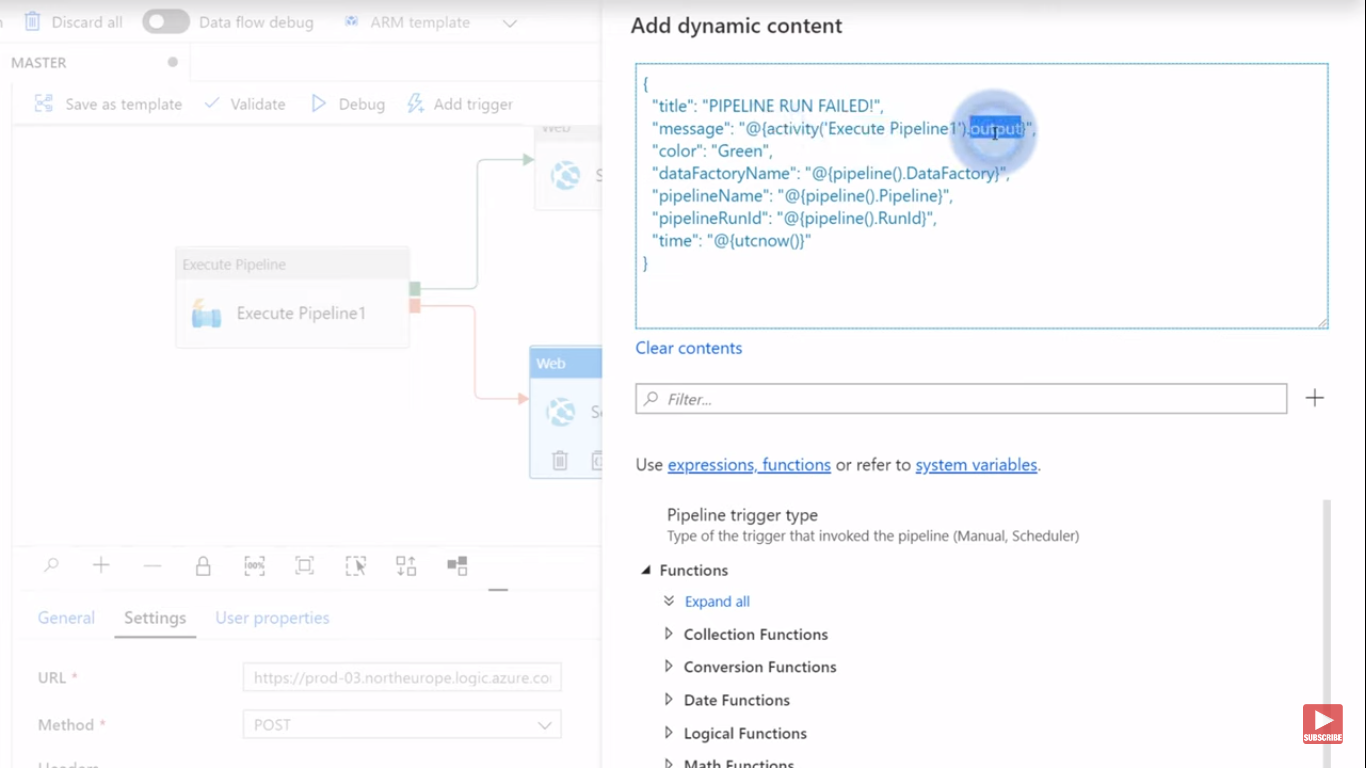 Discard all
Data flow debug
ARM template
MASTER
Save as template
Validate
Debug
Add trigger
Web
S
Execute Pipeline
Execute Pipeline1
Web
Se
100%
General
Settings
User properties
URL *
https://prod-03.northeurope.logic.azure.co
Method *
POST
Headers
Add dynamic content
{
"title": "PIPELINE RUN FAILED!",
"message": "@{activity('Execute Pipeline1').output}",
"color": "Green",
"dataFactoryName": "@{pipeline().DataFactory}",
"pipelineName": "@{pipeline().Pipeline}",
"pipelineRunId": "@{pipeline().RunId}",
"time": "@{utcnow()}"
}
Clear contents
Filter...
Use expressions, functions or refer to system variables.
Pipeline trigger type
Type of the trigger that invoked the pipeline (Manual, Scheduler)
Functions
Expand all
Collection Functions
Conversion Functions
Date Functions
Logical Functions
Math Functions
SUBSCRIBE